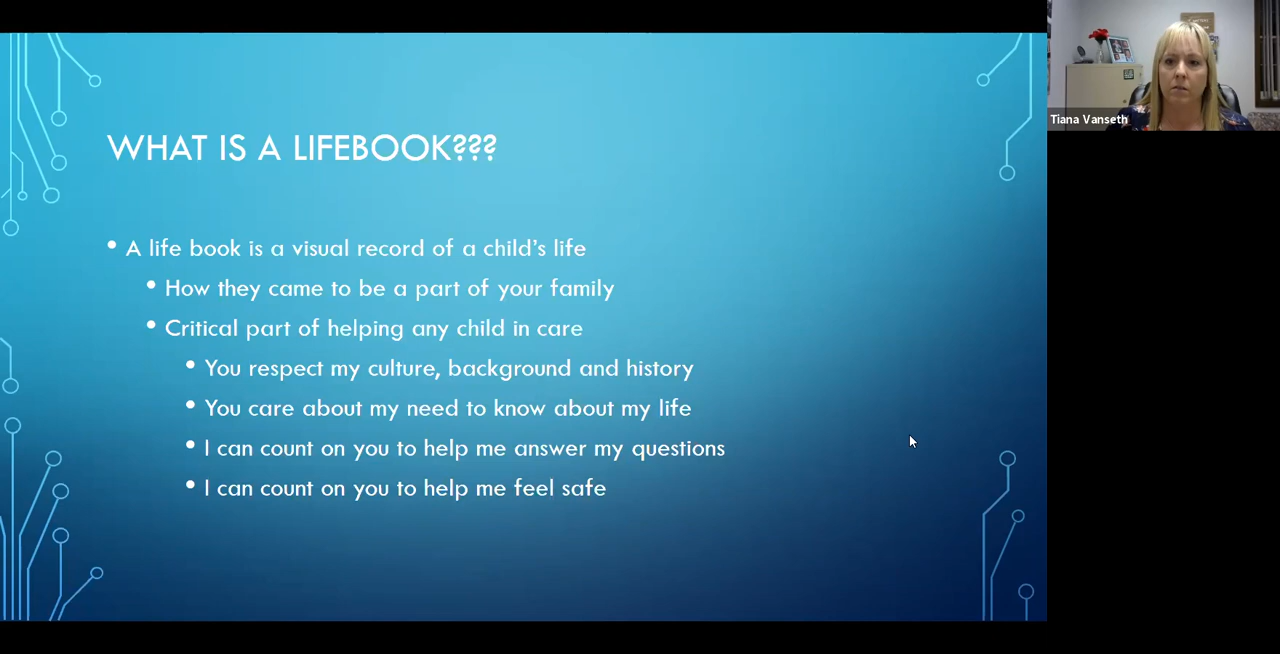 WHAT IS A LIFEBOOK???
• A life book is a visual record of a child's life
• How they came to be a part of your family
• Critical part of helping any child in care
• You respect my culture, background and history
• You care about my need to know about my life
• I can count on you to help me answer my questions
• I can count on you to help me feel safe
Tiana Vanseth